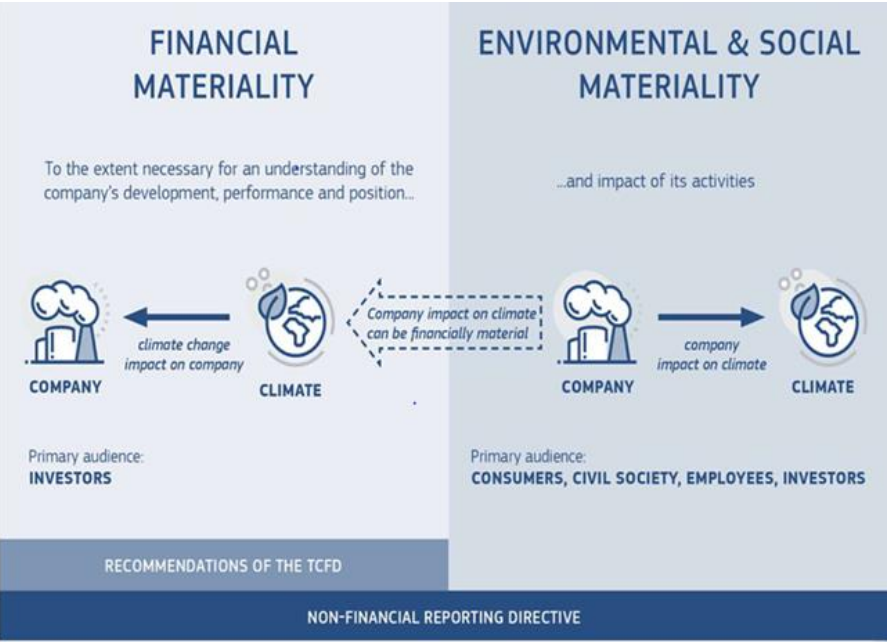 FINANCIAL
MATERIALITY
To the extent necessary for an understanding of the
company's development, performance and position...
climate change
impact on company
COMPANY
CLIMATE
Primary audience:
INVESTORS
RECOMMENDATIONS OF THE TCFD
Company impact on climate
can be financially material
ENVIRONMENTAL & SOCIAL
MATERIALITY
...and impact of its activities
company
impact on climate
COMPANY
CLIMATE
Primary audience:
CONSUMERS, CIVIL SOCIETY, EMPLOYEES, INVESTORS
NON-FINANCIAL REPORTING DIRECTIVE